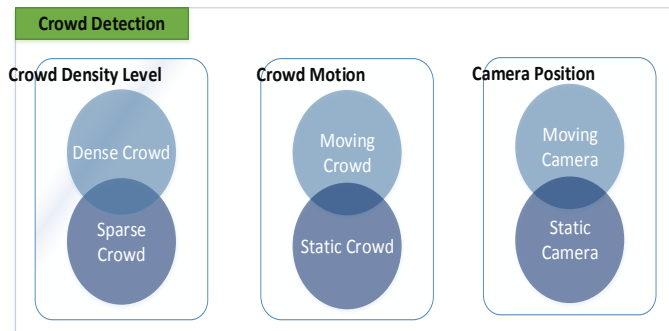 Crowd Detection
Crowd Density Level
Dense Crowd
Sparse
Crowd
Crowd Motion
Moving
Crowd
Static Crowd
Camera Position
Moving
Camera
Static
Camera